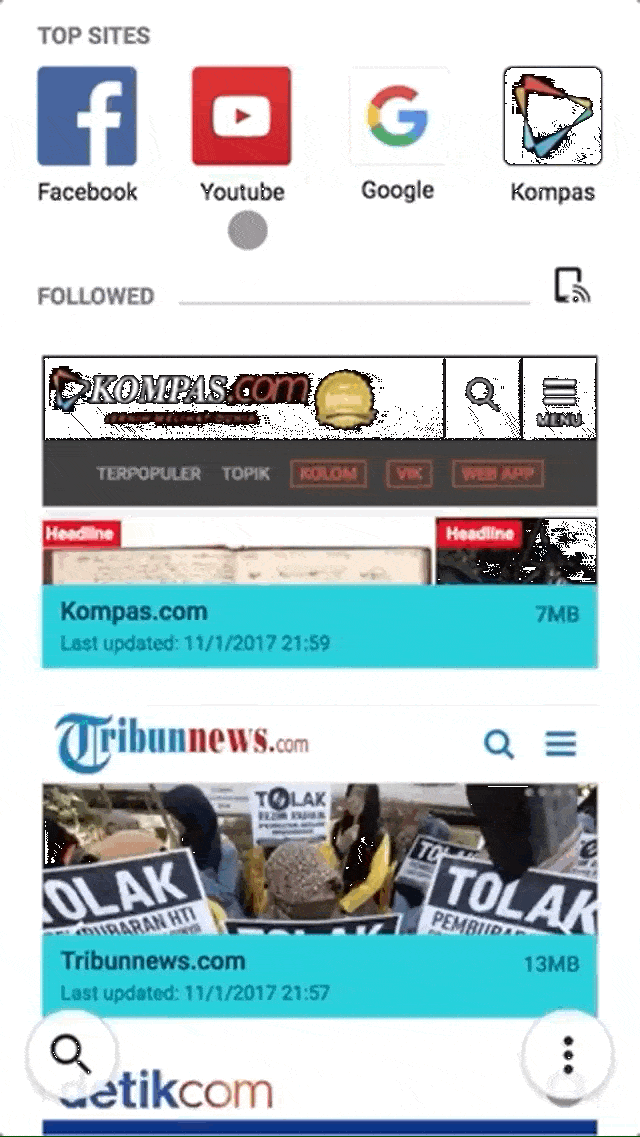 TOP SITES
Facebook
Youtube
Google
Kompas
FOLLOWED
KOMPAS.com
MENU
TERPOPULER TOPIK KOLOM VIK WEB APP
Headline
Headline
Kompas.com 7MB
Last updated: 11/1/2017 21:59
Tribunnews.com
TOLAK
TOLAK
PEMBUBARAN HTI
TOLAK
TOLAK
Tribunnews.com 13MB
Last updated: 11/1/2017 21:57
detikcom